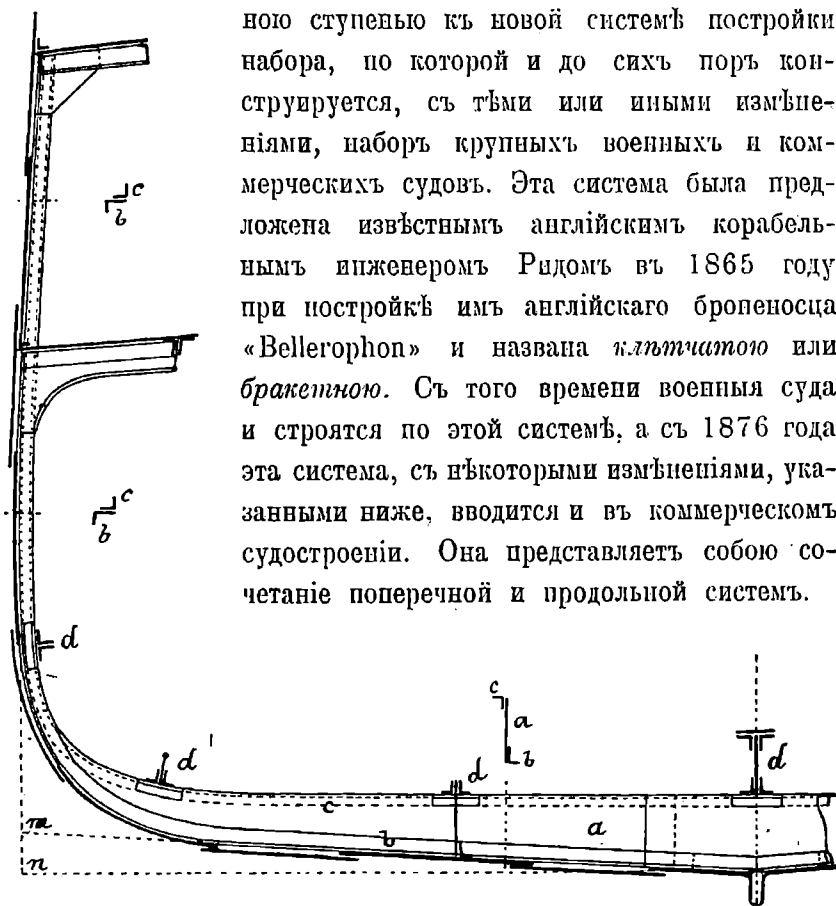 ною ступенью къ новой системѣ постройки
набора, по которой и до сихъ поръ кон-
струируется, съ тѣми или иными измѣне-
ніями, наборъ крупныхъ военныхъ и ком-
мерческихъ судовъ. Эта система была пред-
ложена извѣстнымъ англійскимъ корабель-
нымъ инженеромъ Ридомъ въ 1865 году
при постройкѣ имъ англійскаго броненосца
«Bellerophon» и названа клѣтчатою или
бракетною. Съ того времени военныя суда
и строятся по этой системѣ, а съ 1876 года
эта система, съ нѣкоторыми измѣненіями, ука-
занными ниже, вводится и въ коммерческомъ
судостроеніи. Она представляетъ собою со-
четаніе поперечной и продольной системъ.
c
b
c
b
d
c
a
b
d
d
d
c
m
b
a
n